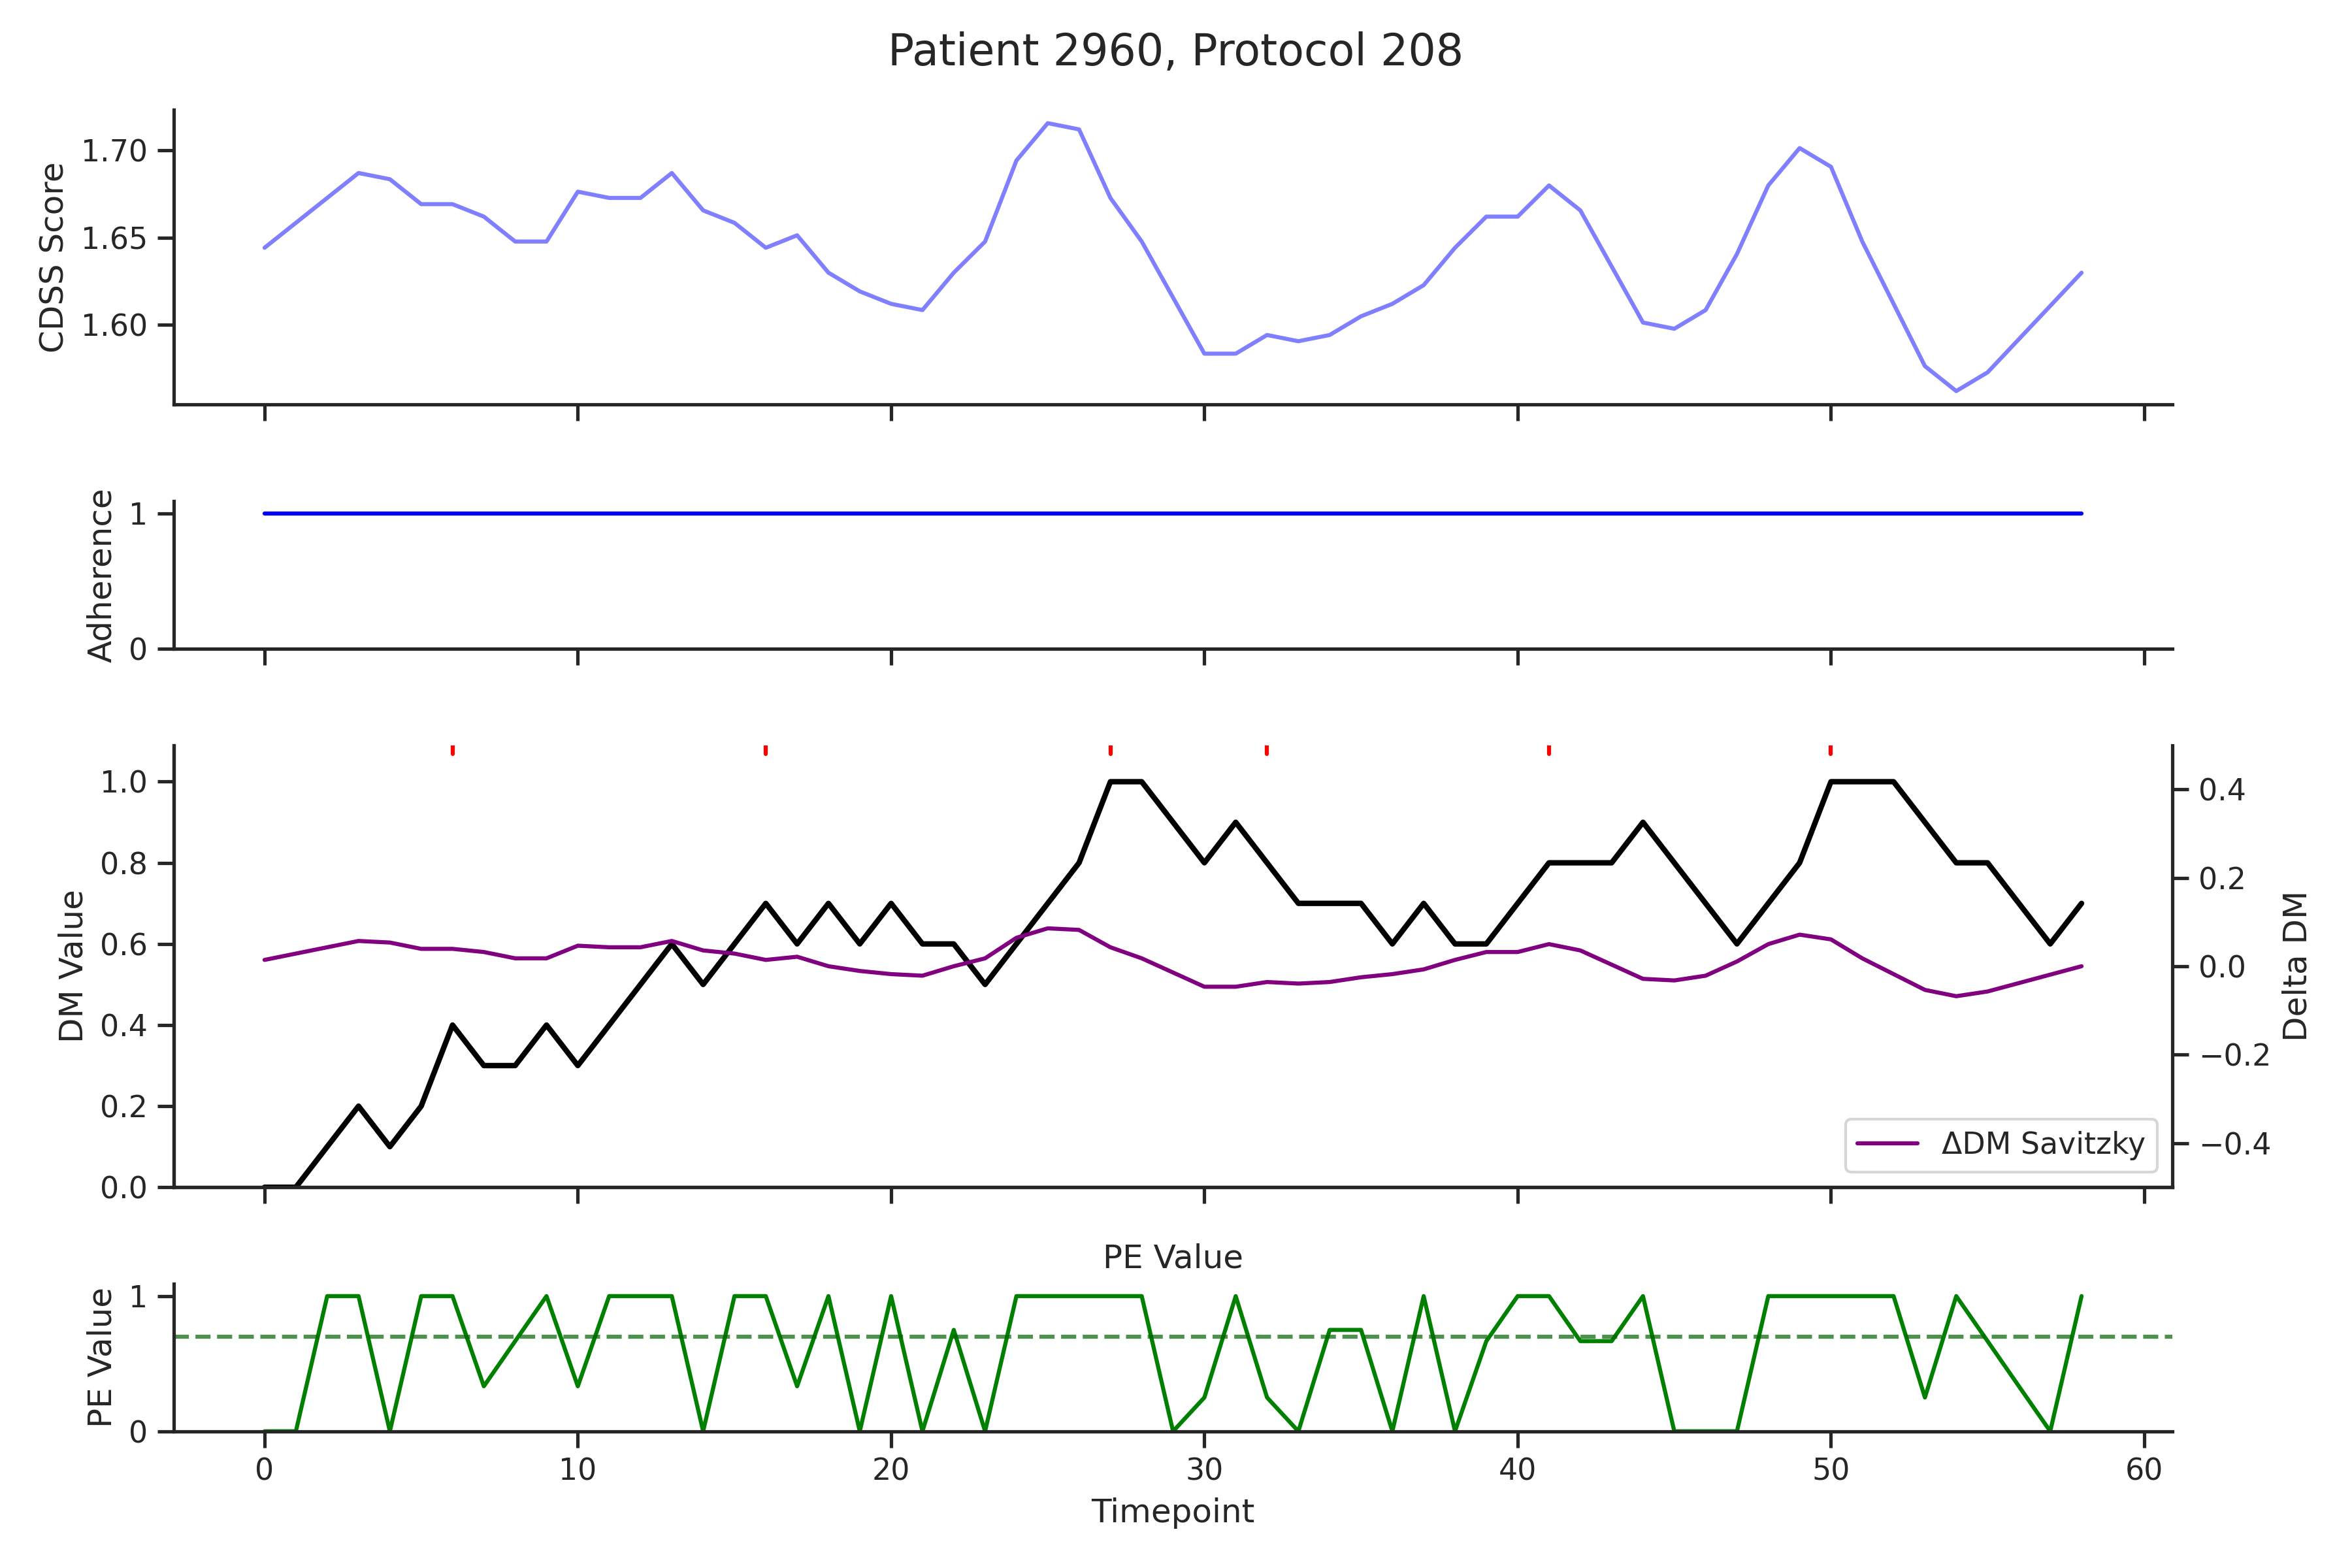 Patient 2960, Protocol 208
CDSS Score
1.70
1.65
1.60
Adherence
1
0
DM Value
1.0
0.8
0.6
0.4
0.2
0.0
0.4
0.2
0.0
−0.2
−0.4
Delta DM
ΔDM Savitzky
PE Value
PE Value
1
0
0 10 20 30 40 50 60
Timepoint